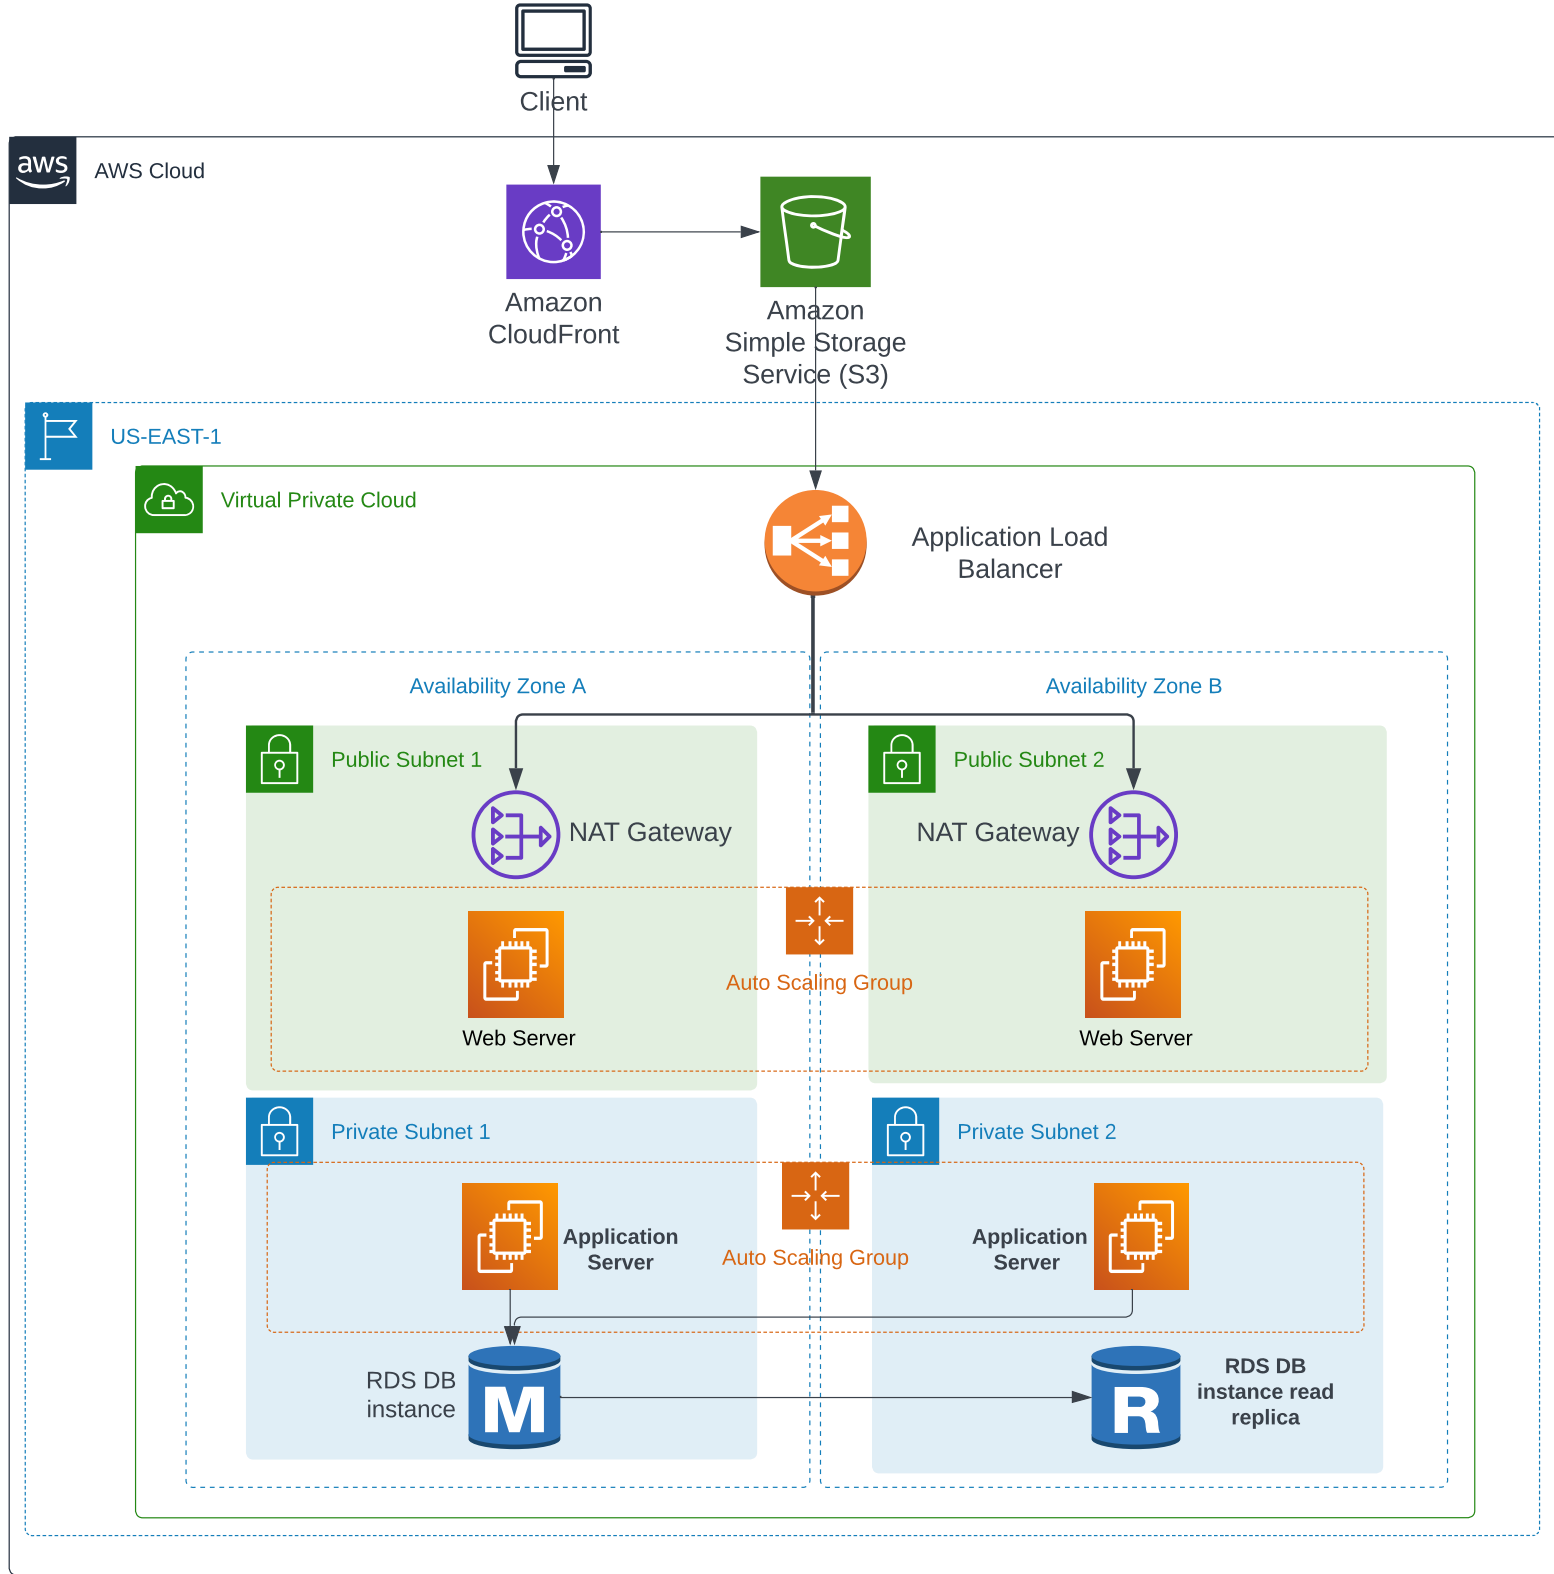 Client
aws
AWS Cloud
Amazon
CloudFront
Amazon
Simple Storage
Service (S3)
US-EAST-1
Virtual Private Cloud
Application Load
Balancer
Availability Zone A
Availability Zone B
Public Subnet 1
Public Subnet 2
NAT Gateway
NAT Gateway
Auto Scaling Group
Web Server
Web Server
Private Subnet 1
Private Subnet 2
Application
Server
Auto Scaling Group
Application
Server
RDS DB
instance
M
R
RDS DB
instance read
replica